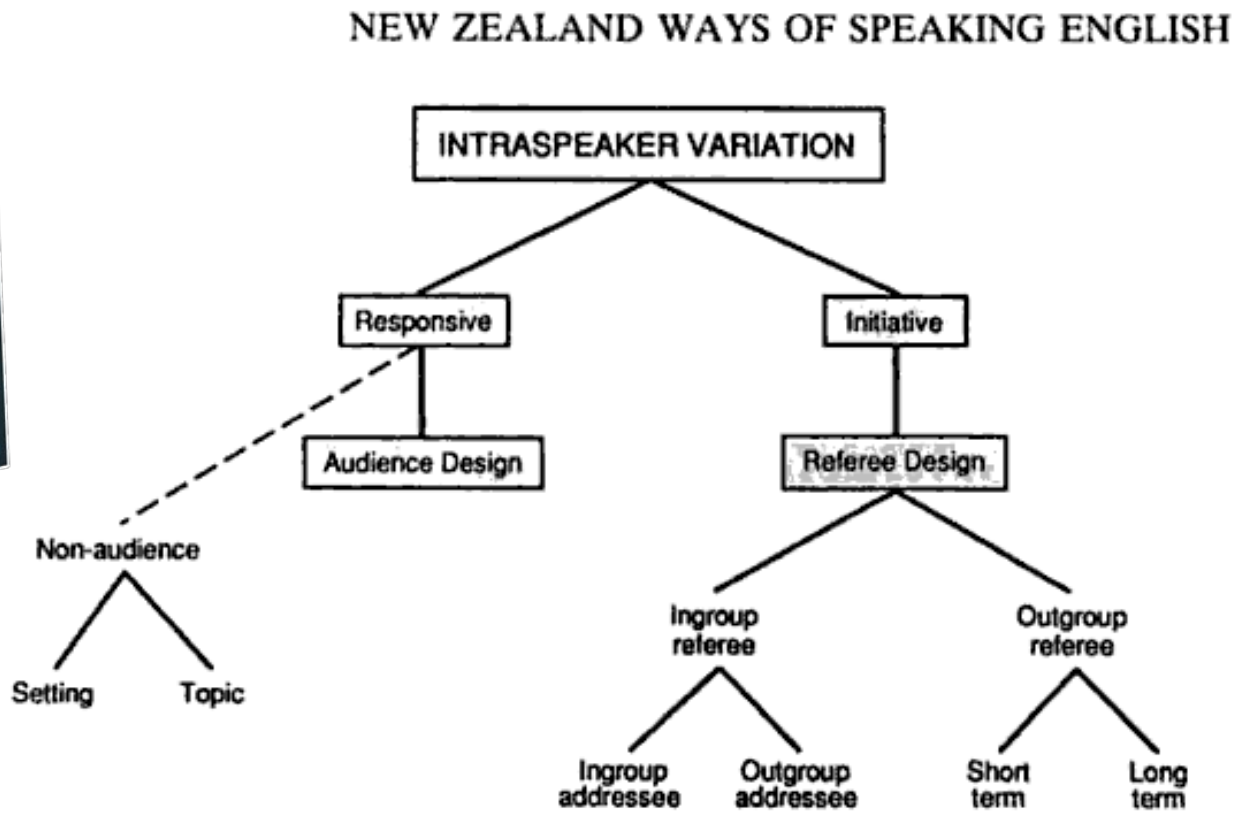 NEW ZEALAND WAYS OF SPEAKING ENGLISH
INTRASPEAKER VARIATION
Responsive
Initiative
Audience Design
Referee Design
Non-audience
Setting
Topic
Ingroup
referee
Outgroup
referee
Ingroup
addressee
Outgroup
addressee
Short
term
Long
term